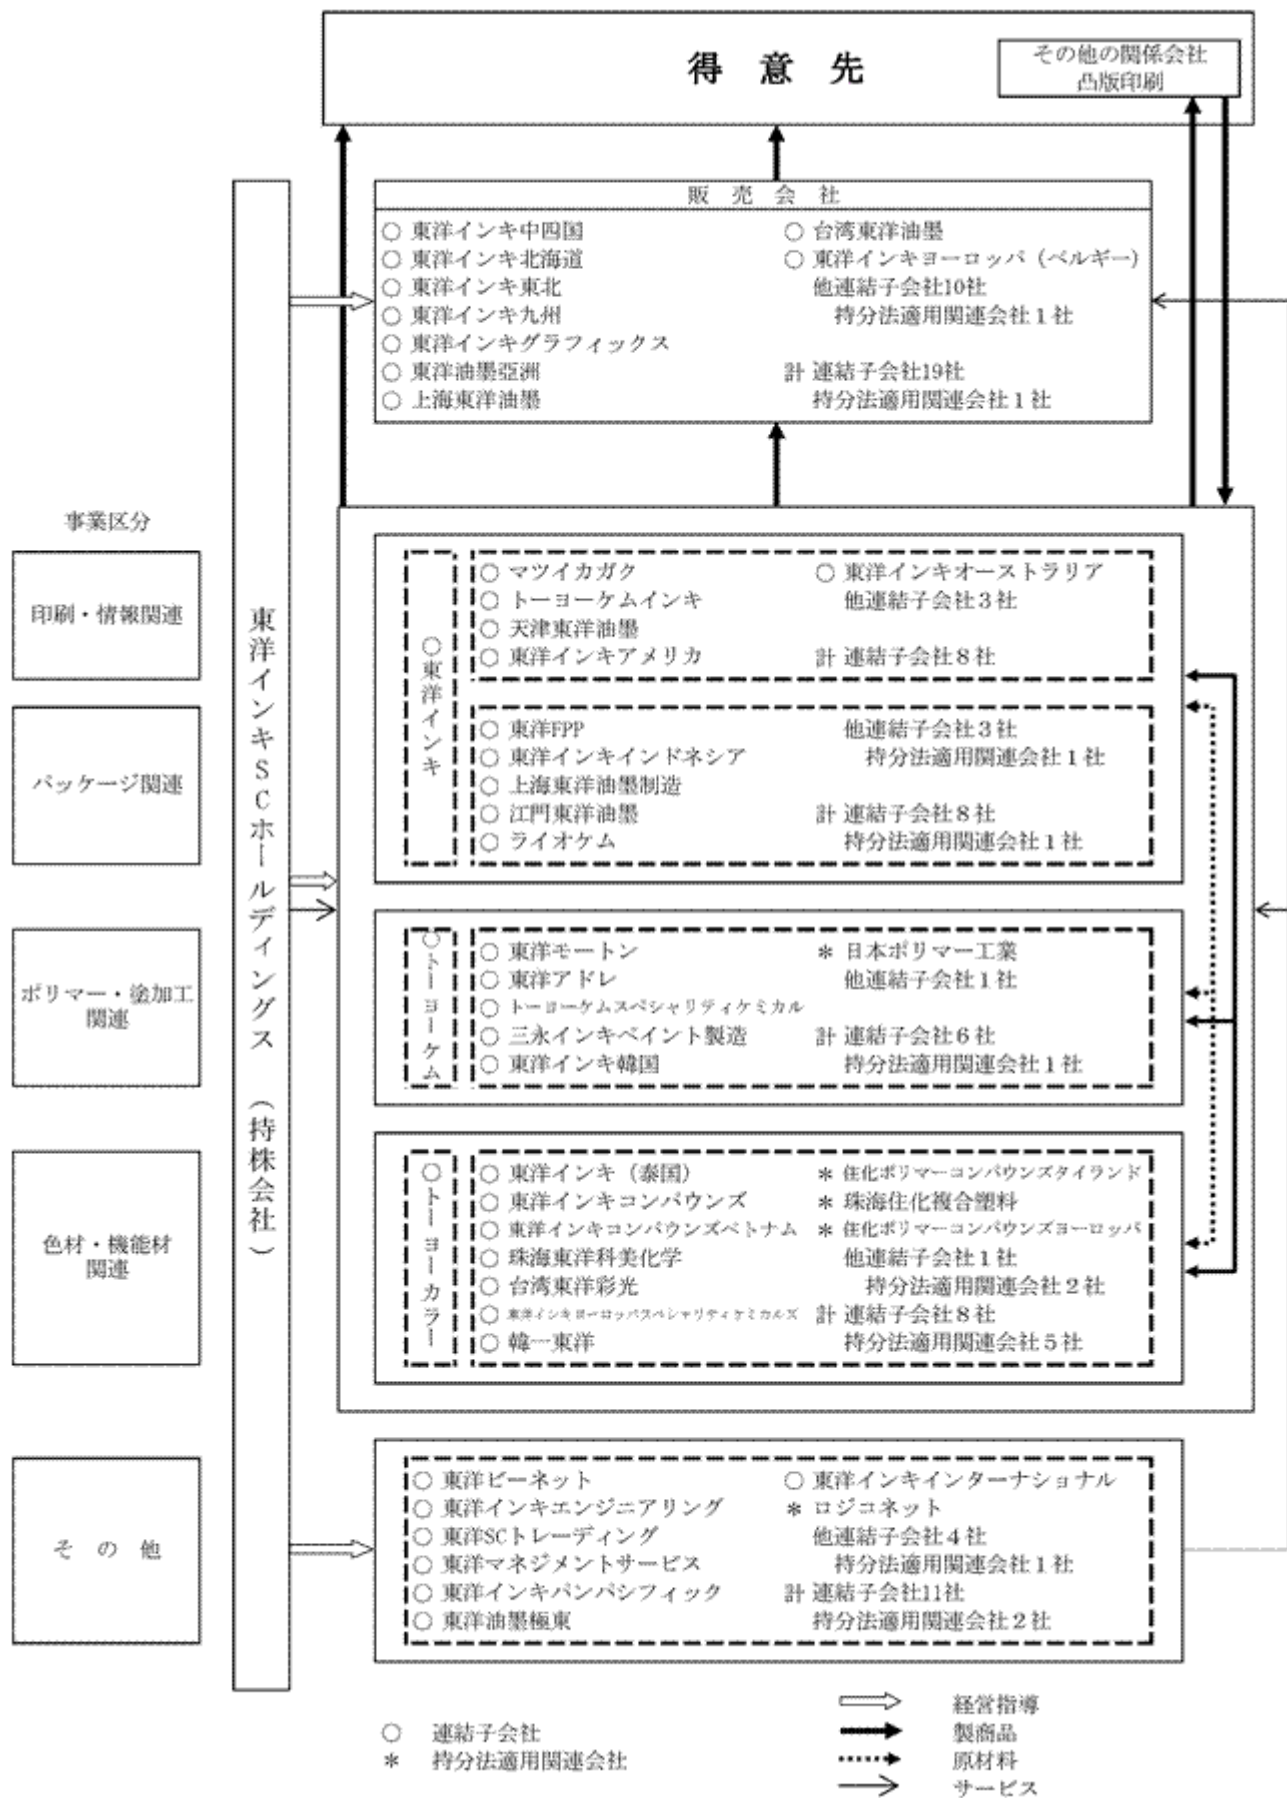 得 意 先
その他の関係会社
凸版印刷
販 売 会 社
○ 東洋インキ中四国
○ 東洋インキ北海道
○ 東洋インキ東北
○ 東洋インキ九州
○ 東洋インキグラフィックス
○ 東洋油墨亞洲
○ 上海東洋油墨
○ 台湾東洋油墨
○ 東洋インキヨーロッパ（ベルギー）
他連結子会社10社
持分法適用関連会社１社
計 連結子会社19社
持分法適用関連会社１社
事業区分
印刷・情報関連
パッケージ関連
ポリマー・塗加工
関連
色材・機能材
関連
そ の 他
東洋インキＳＣホールディングス （持株会社）
○東洋インキ
○ マツイカガク
○ トーヨーケムインキ
○ 天津東洋油墨
○ 東洋インキアメリカ
○ 東洋インキオーストラリア
他連結子会社３社
計 連結子会社８社
○ 東洋FPP
○ 東洋インキインドネシア
○ 上海東洋油墨制造
○ 江門東洋油墨
○ ライオケム
他連結子会社３社
持分法適用関連会社１社
計 連結子会社８社
持分法適用関連会社１社
○トーヨーケム
○ 東洋モートン
○ 東洋アドレ
○ トーヨーケムスペシャリティケミカル
○ 三永インキペイント製造
○ 東洋インキ韓国
＊ 日本ポリマー工業
他連結子会社１社
計 連結子会社６社
持分法適用関連会社１社
○トーヨーカラー
○ 東洋インキ（泰国）
○ 東洋インキコンパウンズ
○ 東洋インキコンパウンズベトナム
○ 珠海東洋科美化学
○ 台湾東洋彩光
○ 東洋インキヨーロッパスペシャリティケミカルズ
○ 韓一東洋
＊ 住化ポリマーコンパウンズタイランド
＊ 珠海住化複合塑料
＊ 住化ポリマーコンパウンズヨーロッパ
他連結子会社１社
持分法適用関連会社２社
計 連結子会社８社
持分法適用関連会社５社
○ 東洋ビーネット
○ 東洋インキエンジニアリング
○ 東洋SCトレーディング
○ 東洋マネジメントサービス
○ 東洋インキパンパシフィック
○ 東洋油墨極東
○ 東洋インキインターナショナル
＊ ロジコネット
他連結子会社４社
持分法適用関連会社１社
計 連結子会社11社
持分法適用関連会社２社
○ 連結子会社
＊ 持分法適用関連会社
経営指導
製商品
原材料
サービス